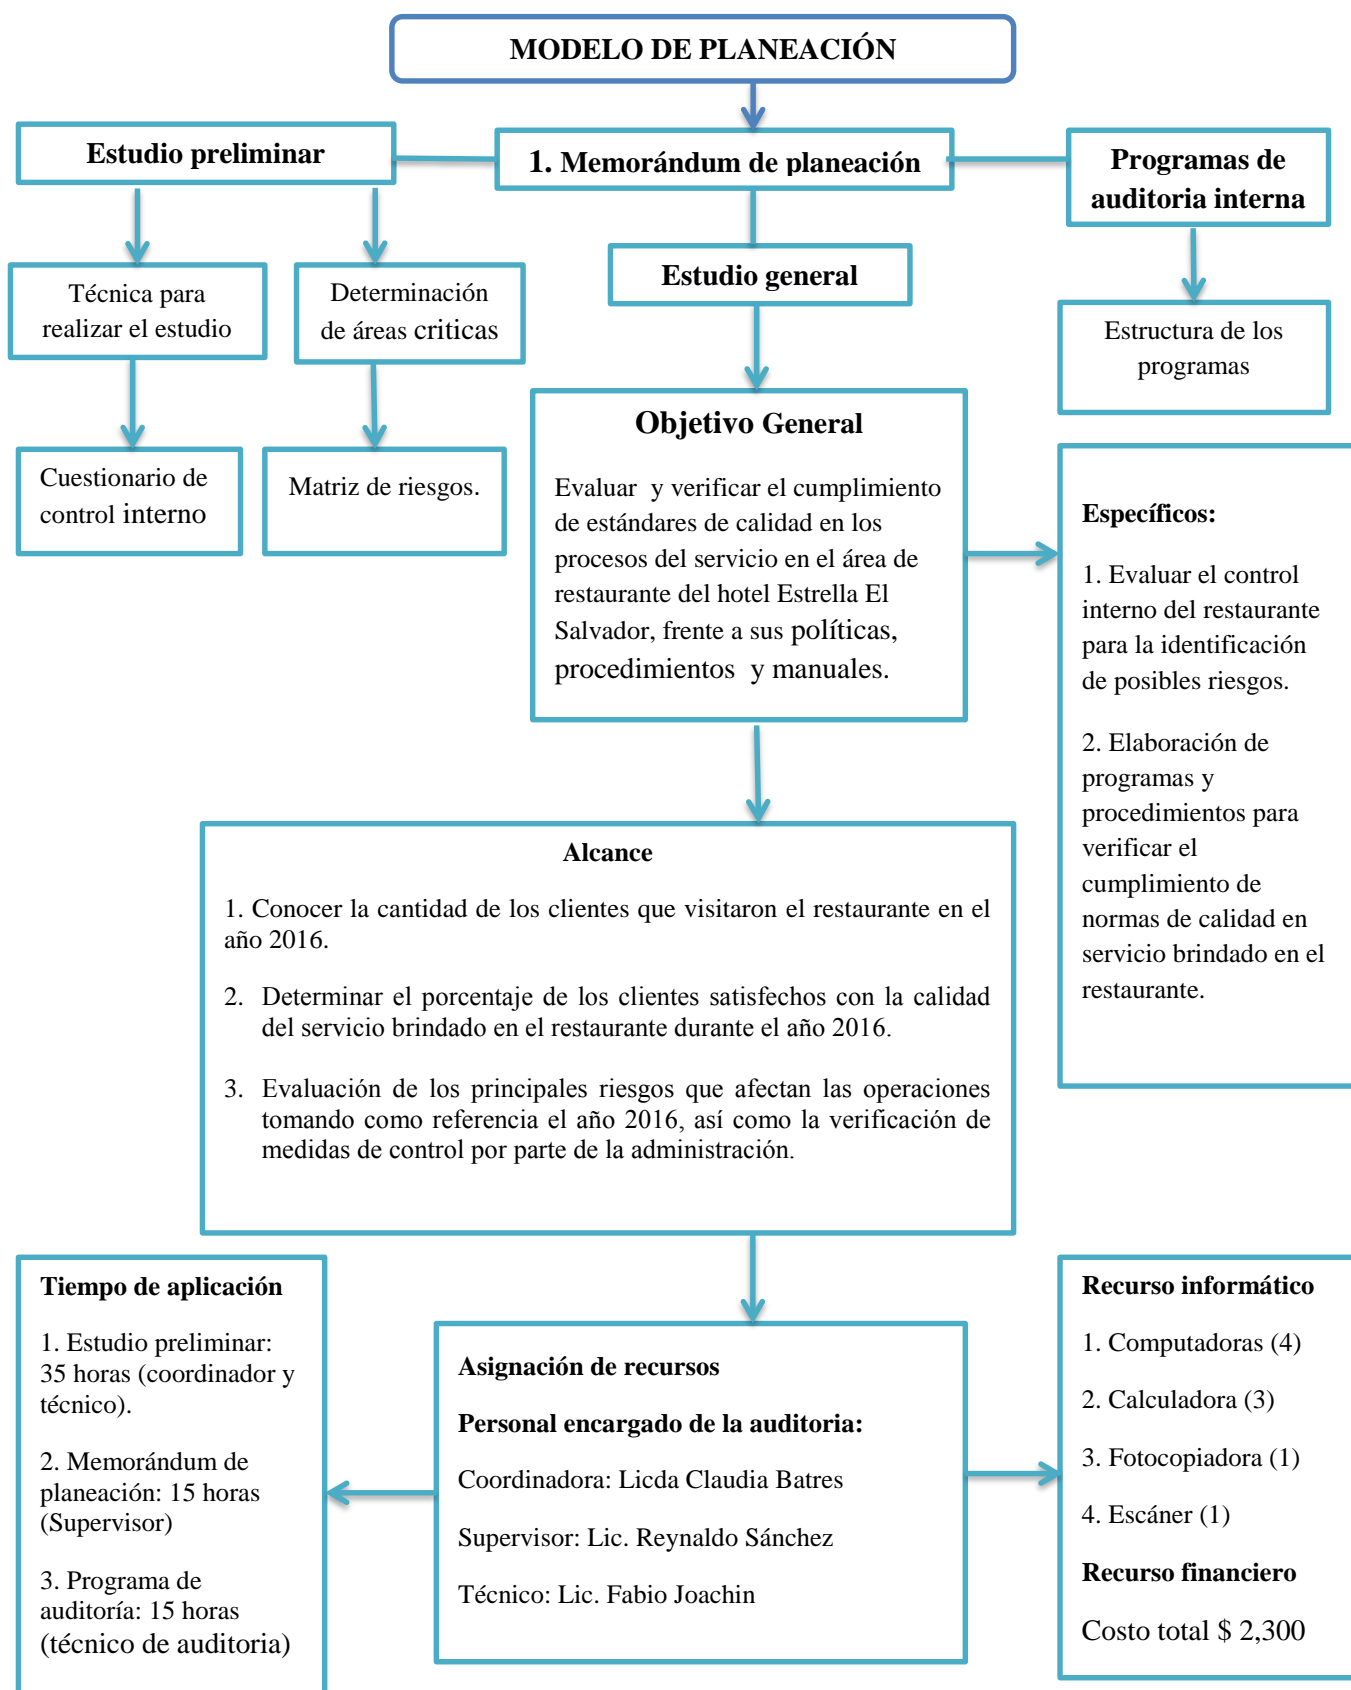 MODELO DE PLANEACIÓN
Estudio preliminar
1. Memorándum de planeación
Programas de
auditoria interna
Técnica para
realizar el estudio
Determinación
de áreas criticas
Estudio general
Estructura de los
programas
Cuestionario de
control interno
Matriz de riesgos.
Objetivo General
Evaluar y verificar el cumplimiento
de estándares de calidad en los
procesos del servicio en el área de
restaurante del hotel Estrella El
Salvador, frente a sus políticas,
procedimientos y manuales.
Específicos:
1. Evaluar el control
interno del restaurante
para la identificación
de posibles riesgos.
2. Elaboración de
programas y
procedimientos para
verificar el
cumplimiento de
normas de calidad en
servicio brindado en el
restaurante.
Alcance
1. Conocer la cantidad de los clientes que visitaron el restaurante en el
año 2016.
2. Determinar el porcentaje de los clientes satisfechos con la calidad
del servicio brindado en el restaurante durante el año 2016.
3. Evaluación de los principales riesgos que afectan las operaciones
tomando como referencia el año 2016, así como la verificación de
medidas de control por parte de la administración.
Tiempo de aplicación
1. Estudio preliminar:
35 horas (coordinador y
técnico).
2. Memorándum de
planeación: 15 horas
(Supervisor)
3. Programa de
auditoría: 15 horas
(técnico de auditoria)
Asignación de recursos
Personal encargado de la auditoria:
Coordinadora: Licda Claudia Batres
Supervisor: Lic. Reynaldo Sánchez
Técnico: Lic. Fabio Joachin
Recurso informático
1. Computadoras (4)
2. Calculadora (3)
3. Fotocopiadora (1)
4. Escáner (1)
Recurso financiero
Costo total $ 2,300